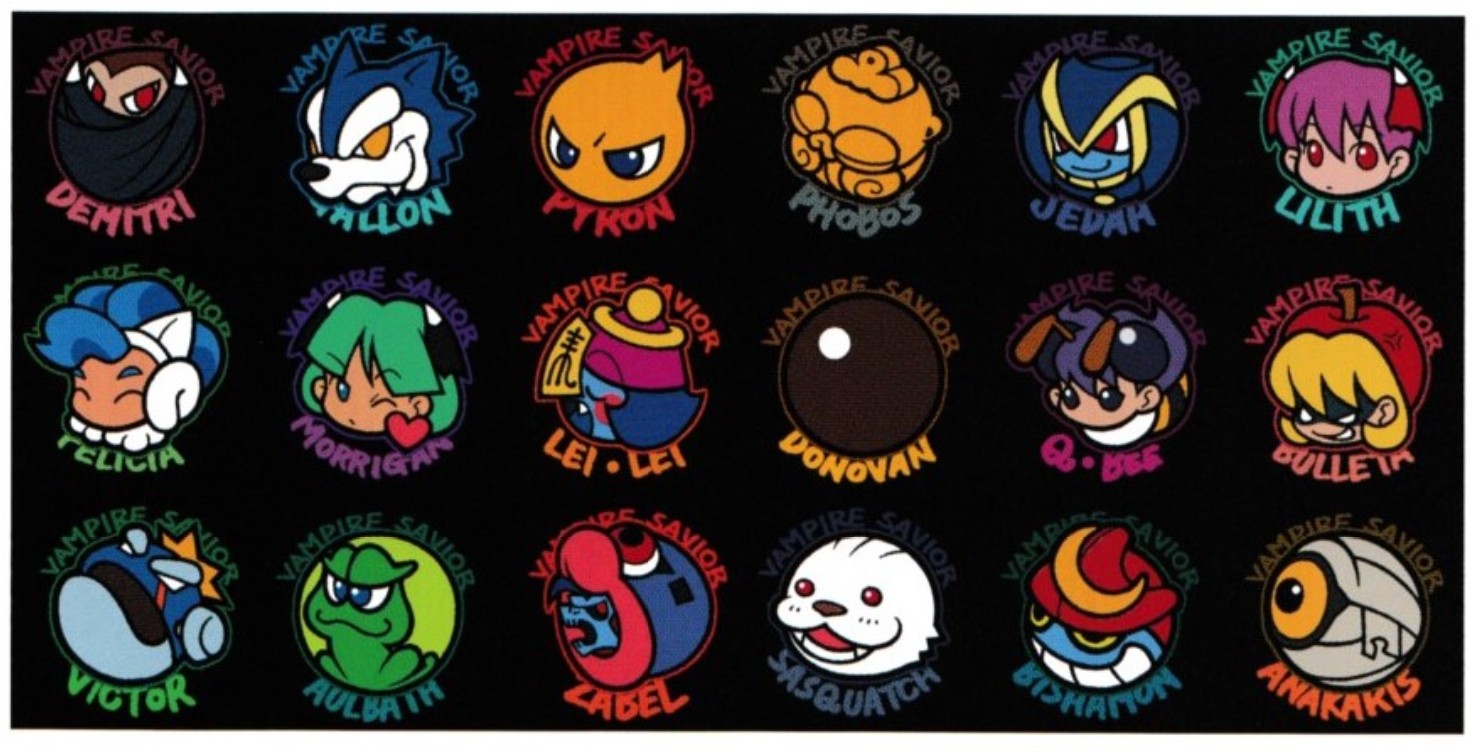 VAMPIRE SAVIOR
DEMITRI
VAMPIRE SAVIOR
GALLON
VAMPIRE SAVIOR
PYRON
VAMPIRE SAVIOR
PHOBOS
VAMPIRE SAVIOR
JEDAH
VAMPIRE SAVIOR
LILITH
VAMPIRE SAVIOR
FELICIA
VAMPIRE SAVIOR
MORRIGAN
VAMPIRE SAVIOR
LEI・LEI
VAMPIRE SAVIOR
DONOVAN
VAMPIRE SAVIOR
Q・BEE
VAMPIRE SAVIOR
BULLETA
VAMPIRE SAVIOR
VICTOR
VAMPIRE SAVIOR
AULBATH
VAMPIRE SAVIOR
ZABEL
VAMPIRE SAVIOR
SASQUATCH
VAMPIRE SAVIOR
BISHAMON
VAMPIRE SAVIOR
ANAKARIS